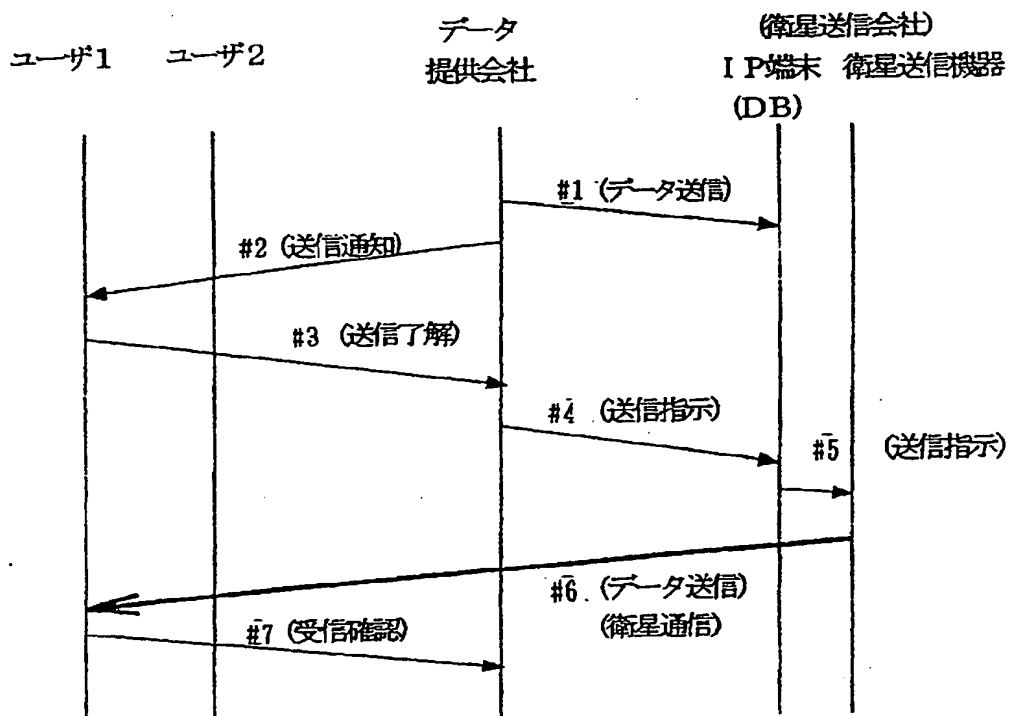 ユーザ1
ユーザ2
データ
提供会社
(衛星送信会社)
IP端末 衛星送信機器
(DB)
#1 (データ送信)
#2 (送信通知)
#3 (送信了解)
#4 (送信指示)
#5 (送信指示)
#6. (データ送信)
(衛星通信)
#7 (受信確認)